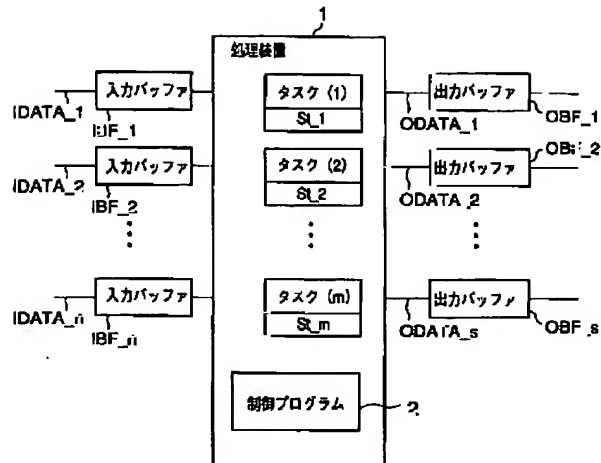 1
処理装置
入力バッファ
タスク (1)
出力バッファ
IDATA_1
IBF_1
St_1
ODATA_1
OBF_1
入力バッファ
タスク (2)
出力バッファ
OBF_2
IDATA_2
IBF_2
St_2
ODATA_2
入力バッファ
タスク (m)
出力バッファ
IDATA_n
IBF_n
St_m
ODATA_s
OBF_s
制御プログラム
2